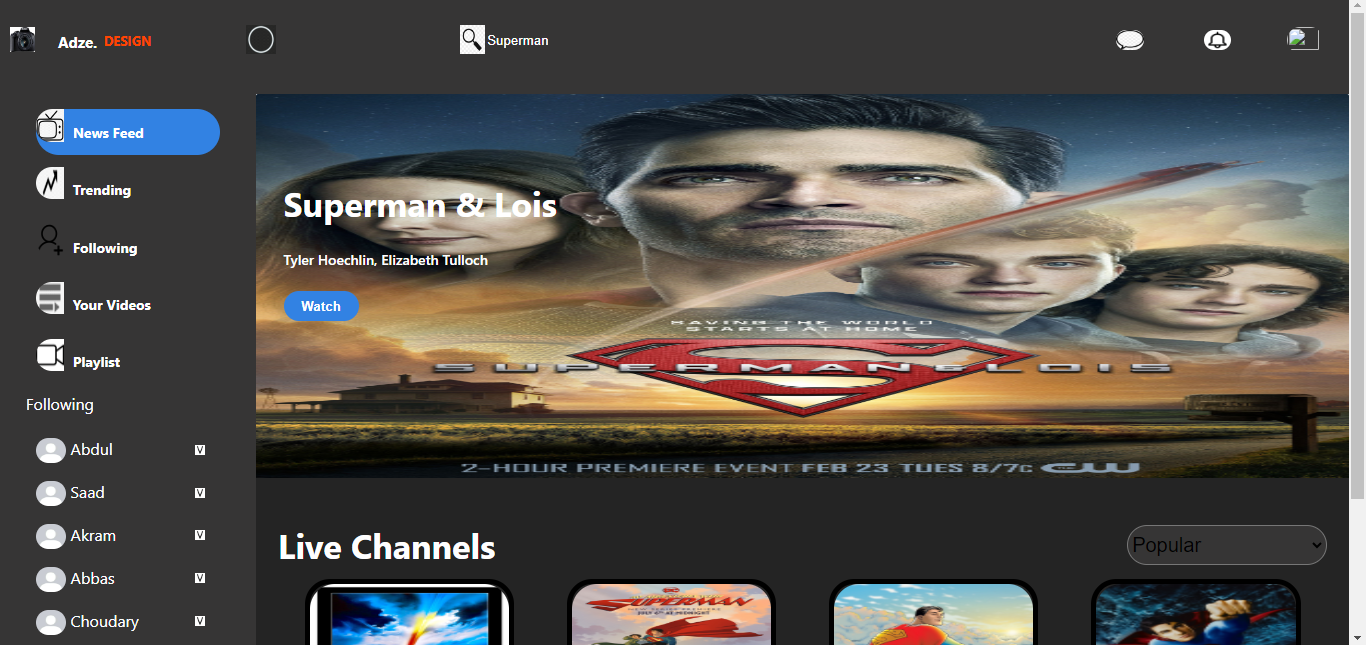 Adze. DESIGN
Superman
News Feed
Trending
Following
Your Videos
Playlist
Following
Abdul V
Saad V
Akram V
Abbas V
Choudary V
Superman & Lois
Tyler Hoechlin, Elizabeth Tulloch
Watch
SAVING THE WORLD
STARTS AT HOME
SUPERMAN & LOIS
2-HOUR PREMIERE EVENT FEB 23 TUES 8/7c THE CW
Live Channels
Popular
SUPERMAN